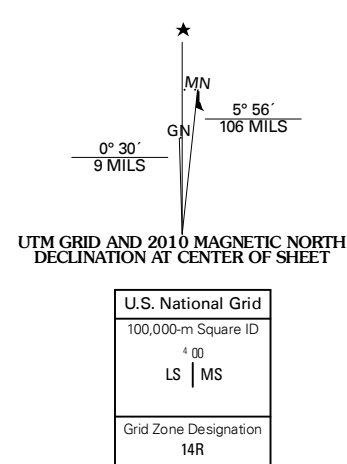 MN
5° 56´
106 MILS
GN
0° 30´
9 MILS
UTM GRID AND 2010 MAGNETIC NORTH
DECLINATION AT CENTER OF SHEET
U.S. National Grid
100,000-m Square ID
4 00
LS MS
Grid Zone Designation
14R